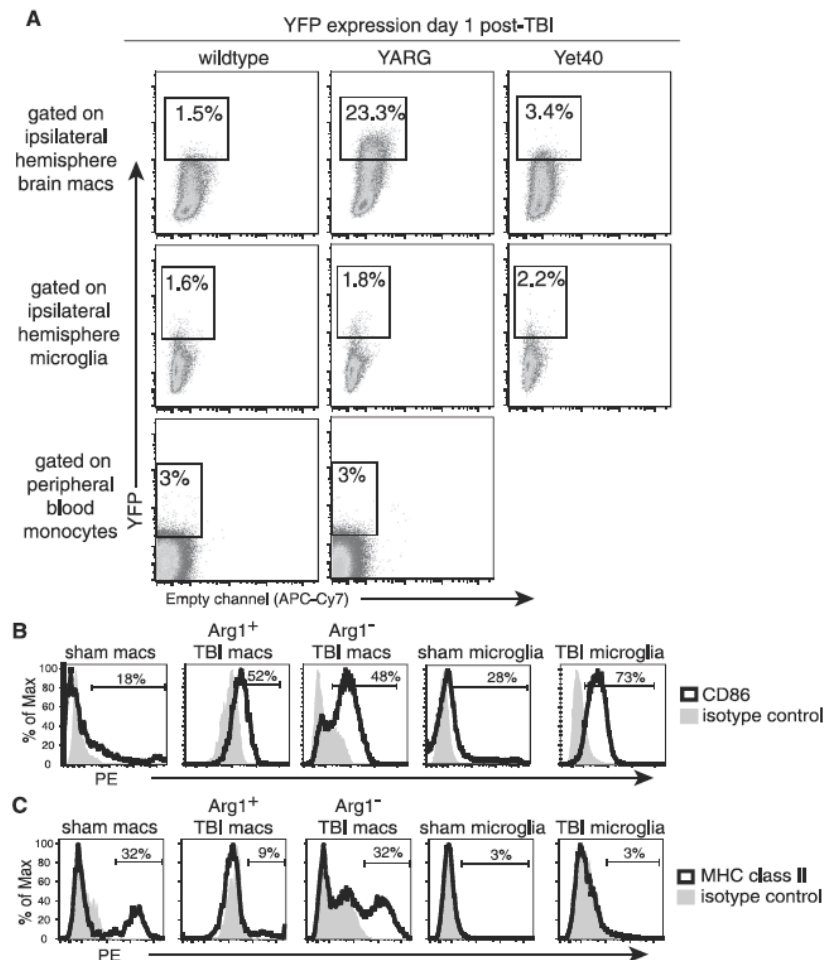 A
YFP expression day 1 post-TBI
wildtype YARG Yet40
gated on
ipsilateral
hemisphere
brain macs
1.5% 23.3% 3.4%
gated on
ipsilateral
hemisphere
microglia
1.6% 1.8% 2.2%
gated on
peripheral
blood
monocytes
3% 3%
YFP
Empty channel (APC-Cy7)
B
sham macs
Arg1+
TBI macs
Arg1-
TBI macs
sham microglia
TBI microglia
% of Max
100
80
60
40
20
0
18% 52% 48% 28% 73%
PE
CD86
isotype control
C
sham macs
Arg1+
TBI macs
Arg1-
TBI macs
sham microglia
TBI microglia
% of Max
100
80
60
40
20
0
32% 9% 32% 3% 3%
PE
MHC class II
isotype control